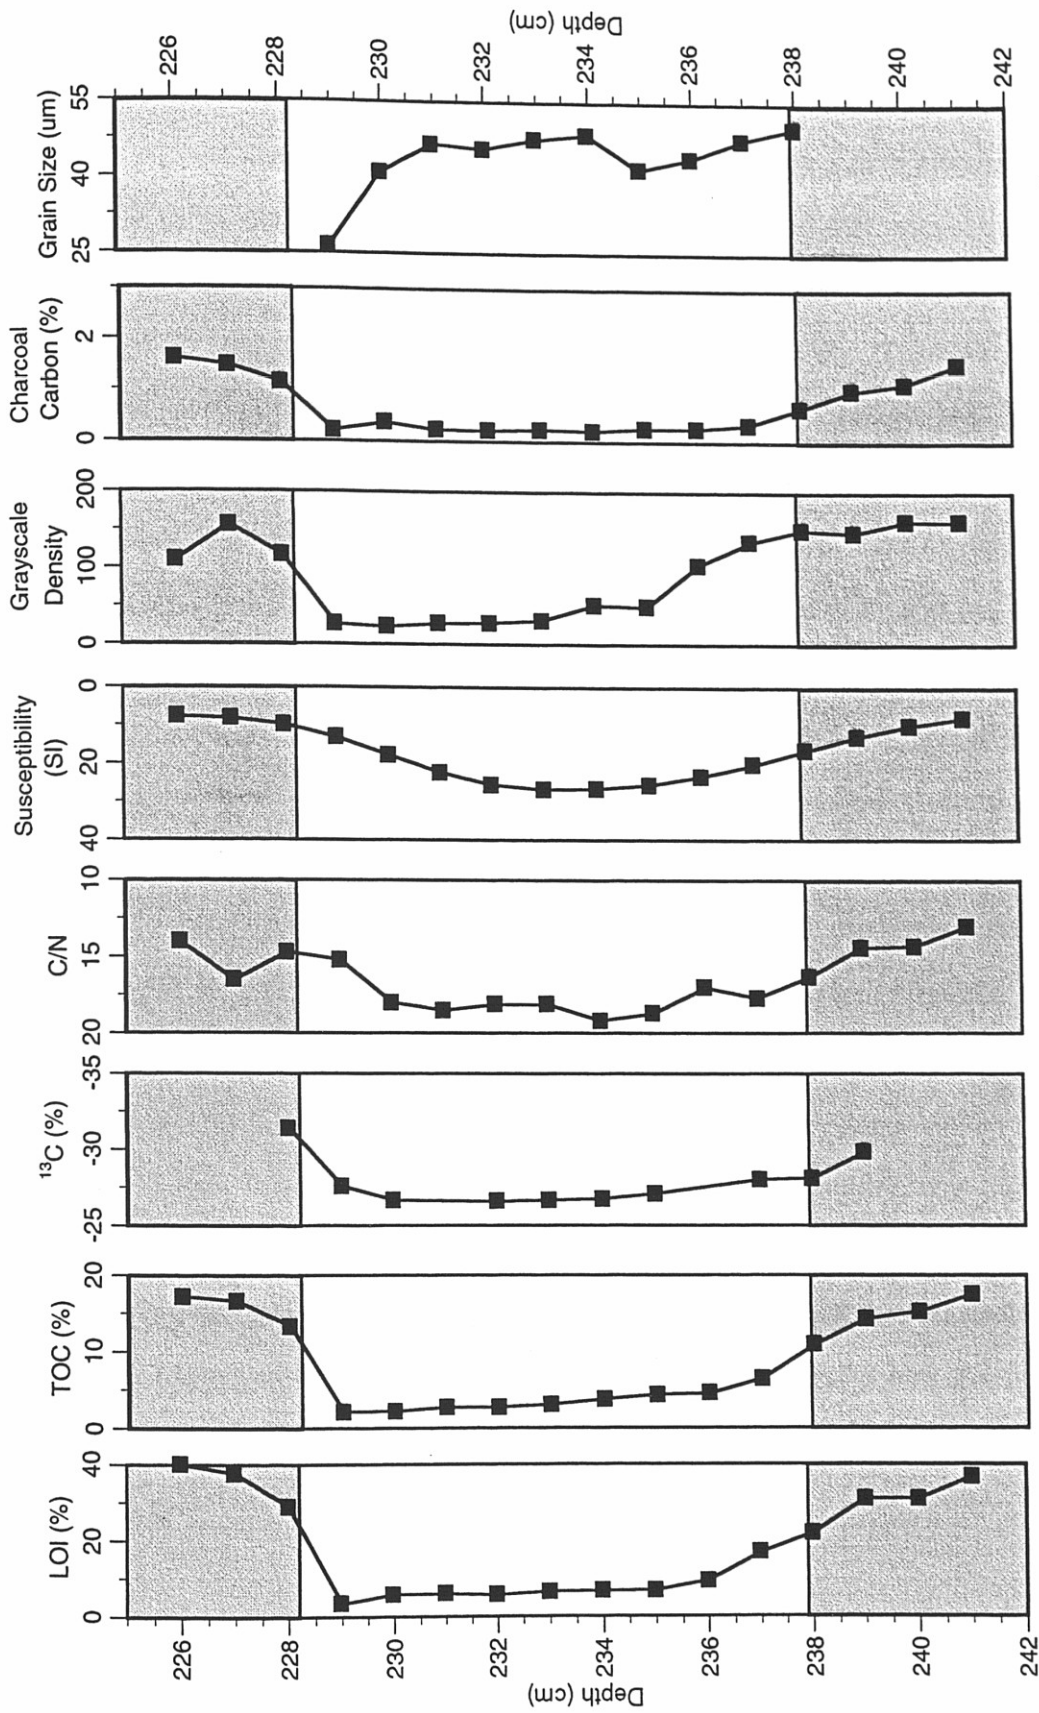 LOI (%)
0 20 40
TOC (%)
0 10 20
¹³C (%)
-25 -30 -35
C/N
20 15 10
Susceptibility
(SI)
40 20 0
Grayscale
Density
0 100 200
Charcoal
Carbon (%)
0 2
Grain Size (um)
25 40 55
Depth (cm)
226
228
230
232
234
236
238
240
242
Depth (cm)
226
228
230
232
234
236
238
240
242